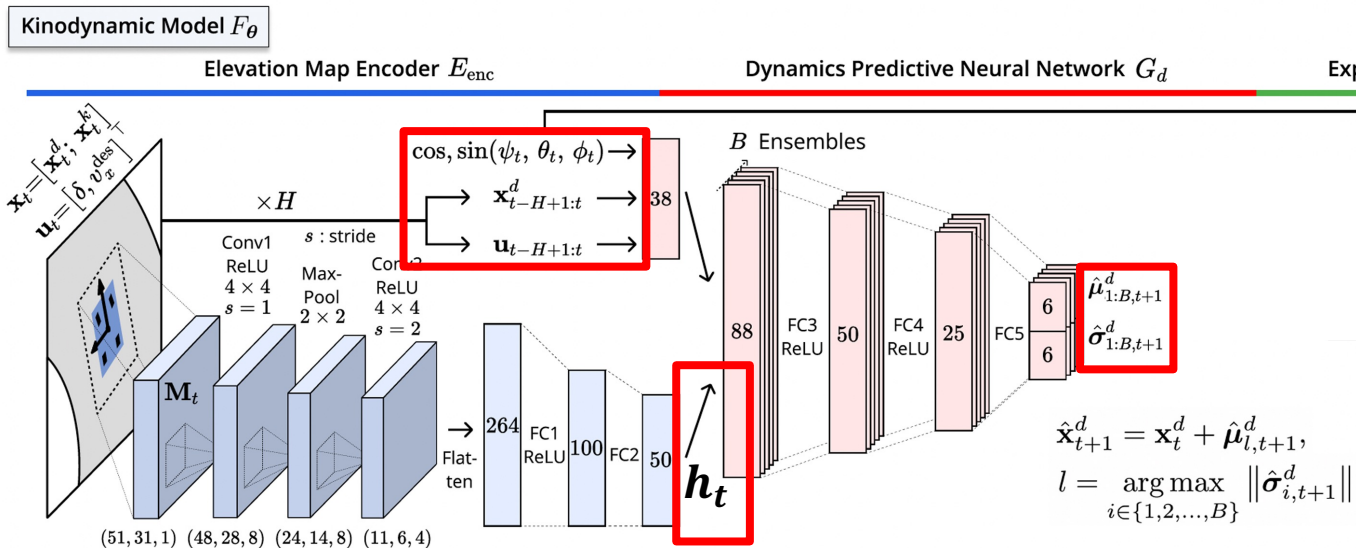 Kinodynamic Model F_θ
Elevation Map Encoder E_enc
Dynamics Predictive Neural Network G_d
Exp
x_t=[x_t^d; x_t^k]
u_t=[δ, v_x^des]
×H
s : stride
cos, sin(ψ_t, θ_t, ϕ_t)
x^d_{t−H+1:t}
u_{t−H+1:t}
38
B Ensembles
Conv1
ReLU
4 × 4
s = 1
Max-
Pool
2 × 2
ReLU
4 × 4
s = 2
M_t
(51, 31, 1)
(48, 28, 8)
(24, 14, 8)
(11, 6, 4)
Flat-
ten
264
FC1
ReLU
100
FC2
50
h_t
88
FC3
ReLU
50
FC4
ReLU
25
FC5
6
6
μ̂^d_{1:B,t+1}
σ̂^d_{1:B,t+1}
x̂^d_{t+1} = x^d_t + μ̂^d_{l,t+1},
l = arg max_{i∈{1,2,...,B}} ‖σ̂^d_{i,t+1}‖